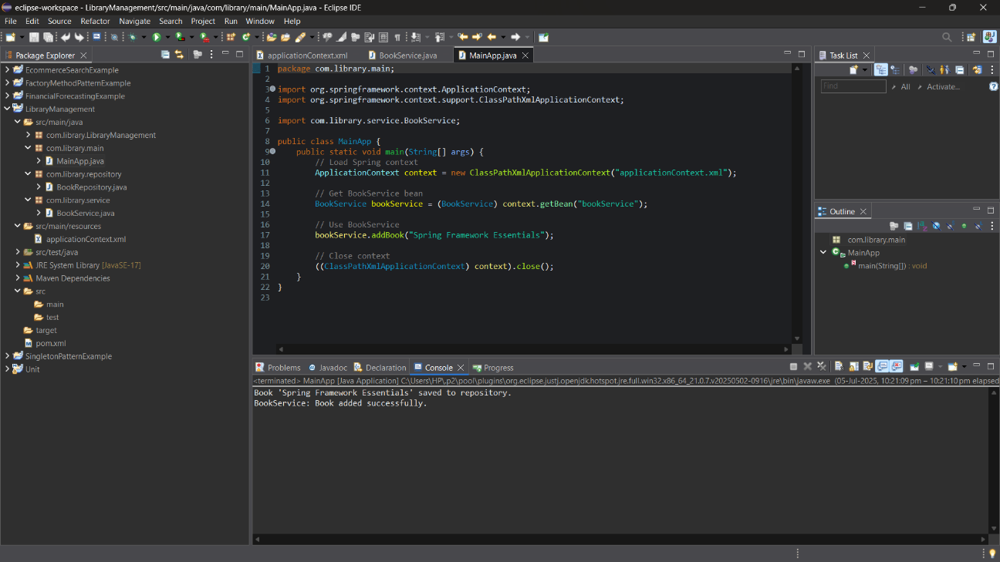 eclipse-workspace - LibraryManagement/src/main/java/com/library/main/MainApp.java - Eclipse IDE
File Edit Source Refactor Navigate Search Project Run Window Help
Package Explorer
EcommerceSearchExample
FactoryMethodPatternExample
FinancialForecastingExample
LibraryManagement
src/main/java
com.library.LibraryManagement
com.library.main
MainApp.java
com.library.repository
BookRepository.java
com.library.service
BookService.java
src/main/resources
applicationContext.xml
src/test/java
JRE System Library [JavaSE-17]
Maven Dependencies
src
main
test
target
pom.xml
SingletonPatternExample
Unit
applicationContext.xml BookService.java MainApp.java
1 package com.library.main;
2
3 import org.springframework.context.ApplicationContext;
4 import org.springframework.context.support.ClassPathXmlApplicationContext;
5
6 import com.library.service.BookService;
7
8 public class MainApp {
9 public static void main(String[] args) {
10 // Load Spring context
11 ApplicationContext context = new ClassPathXmlApplicationContext("applicationContext.xml");
12
13 // Get BookService bean
14 BookService bookService = (BookService) context.getBean("bookService");
15
16 // Use BookService
17 bookService.addBook("Spring Framework Essentials");
18
19 // Close context
20 ((ClassPathXmlApplicationContext) context).close();
21 }
22 }
23
Task List
Find All Activate...
Outline
com.library.main
MainApp
main(String[]) : void
Problems Javadoc Declaration Console Progress
<terminated> MainApp [Java Application] C:\Users\HP\.p2\pool\plugins\org.eclipse.justj.openjdk.hotspot.jre.full.win32.x86_64_21.0.7.v20250502-0916\jre\bin\javaw.exe (05-Jul-2025, 10:21:09 pm – 10:21:10 pm elapsed
Book 'Spring Framework Essentials' saved to repository.
BookService: Book added successfully.